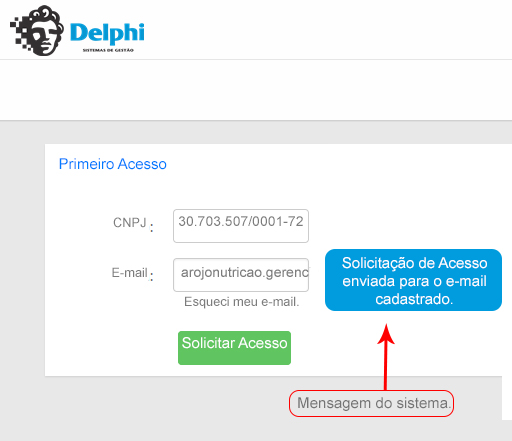 Delphi
SISTEMAS DE GESTÃO
Primeiro Acesso
CNPJ :
30.703.507/0001-72
E-mail :
arojonutricao.gerenc
Esqueci meu e-mail.
Solicitação de Acesso
enviada para o e-mail
cadastrado.
Solicitar Acesso
Mensagem do sistema.